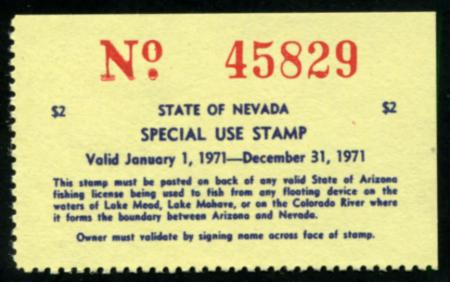 No. 45829
$2 STATE OF NEVADA $2
SPECIAL USE STAMP
Valid January 1, 1971—December 31, 1971
This stamp must be posted on back of any valid State of Arizona
fishing license being used to fish from any floating device on the
waters of Lake Mead, Lake Mohave, or on the Colorado River where
it forms the boundary between Arizona and Nevada.
Owner must validate by signing name across face of stamp.